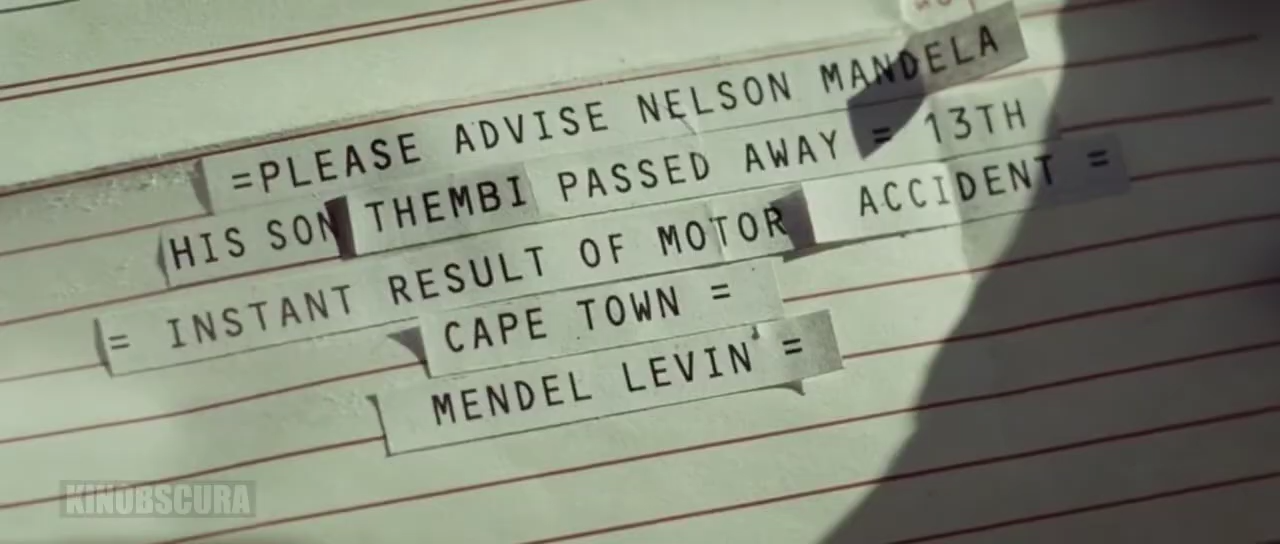 =PLEASE ADVISE NELSON MANDELA
HIS SON THEMBI PASSED AWAY = 13TH
= INSTANT RESULT OF MOTOR ACCIDENT =
CAPE TOWN =
MENDEL LEVIN =
KINOBSCURA